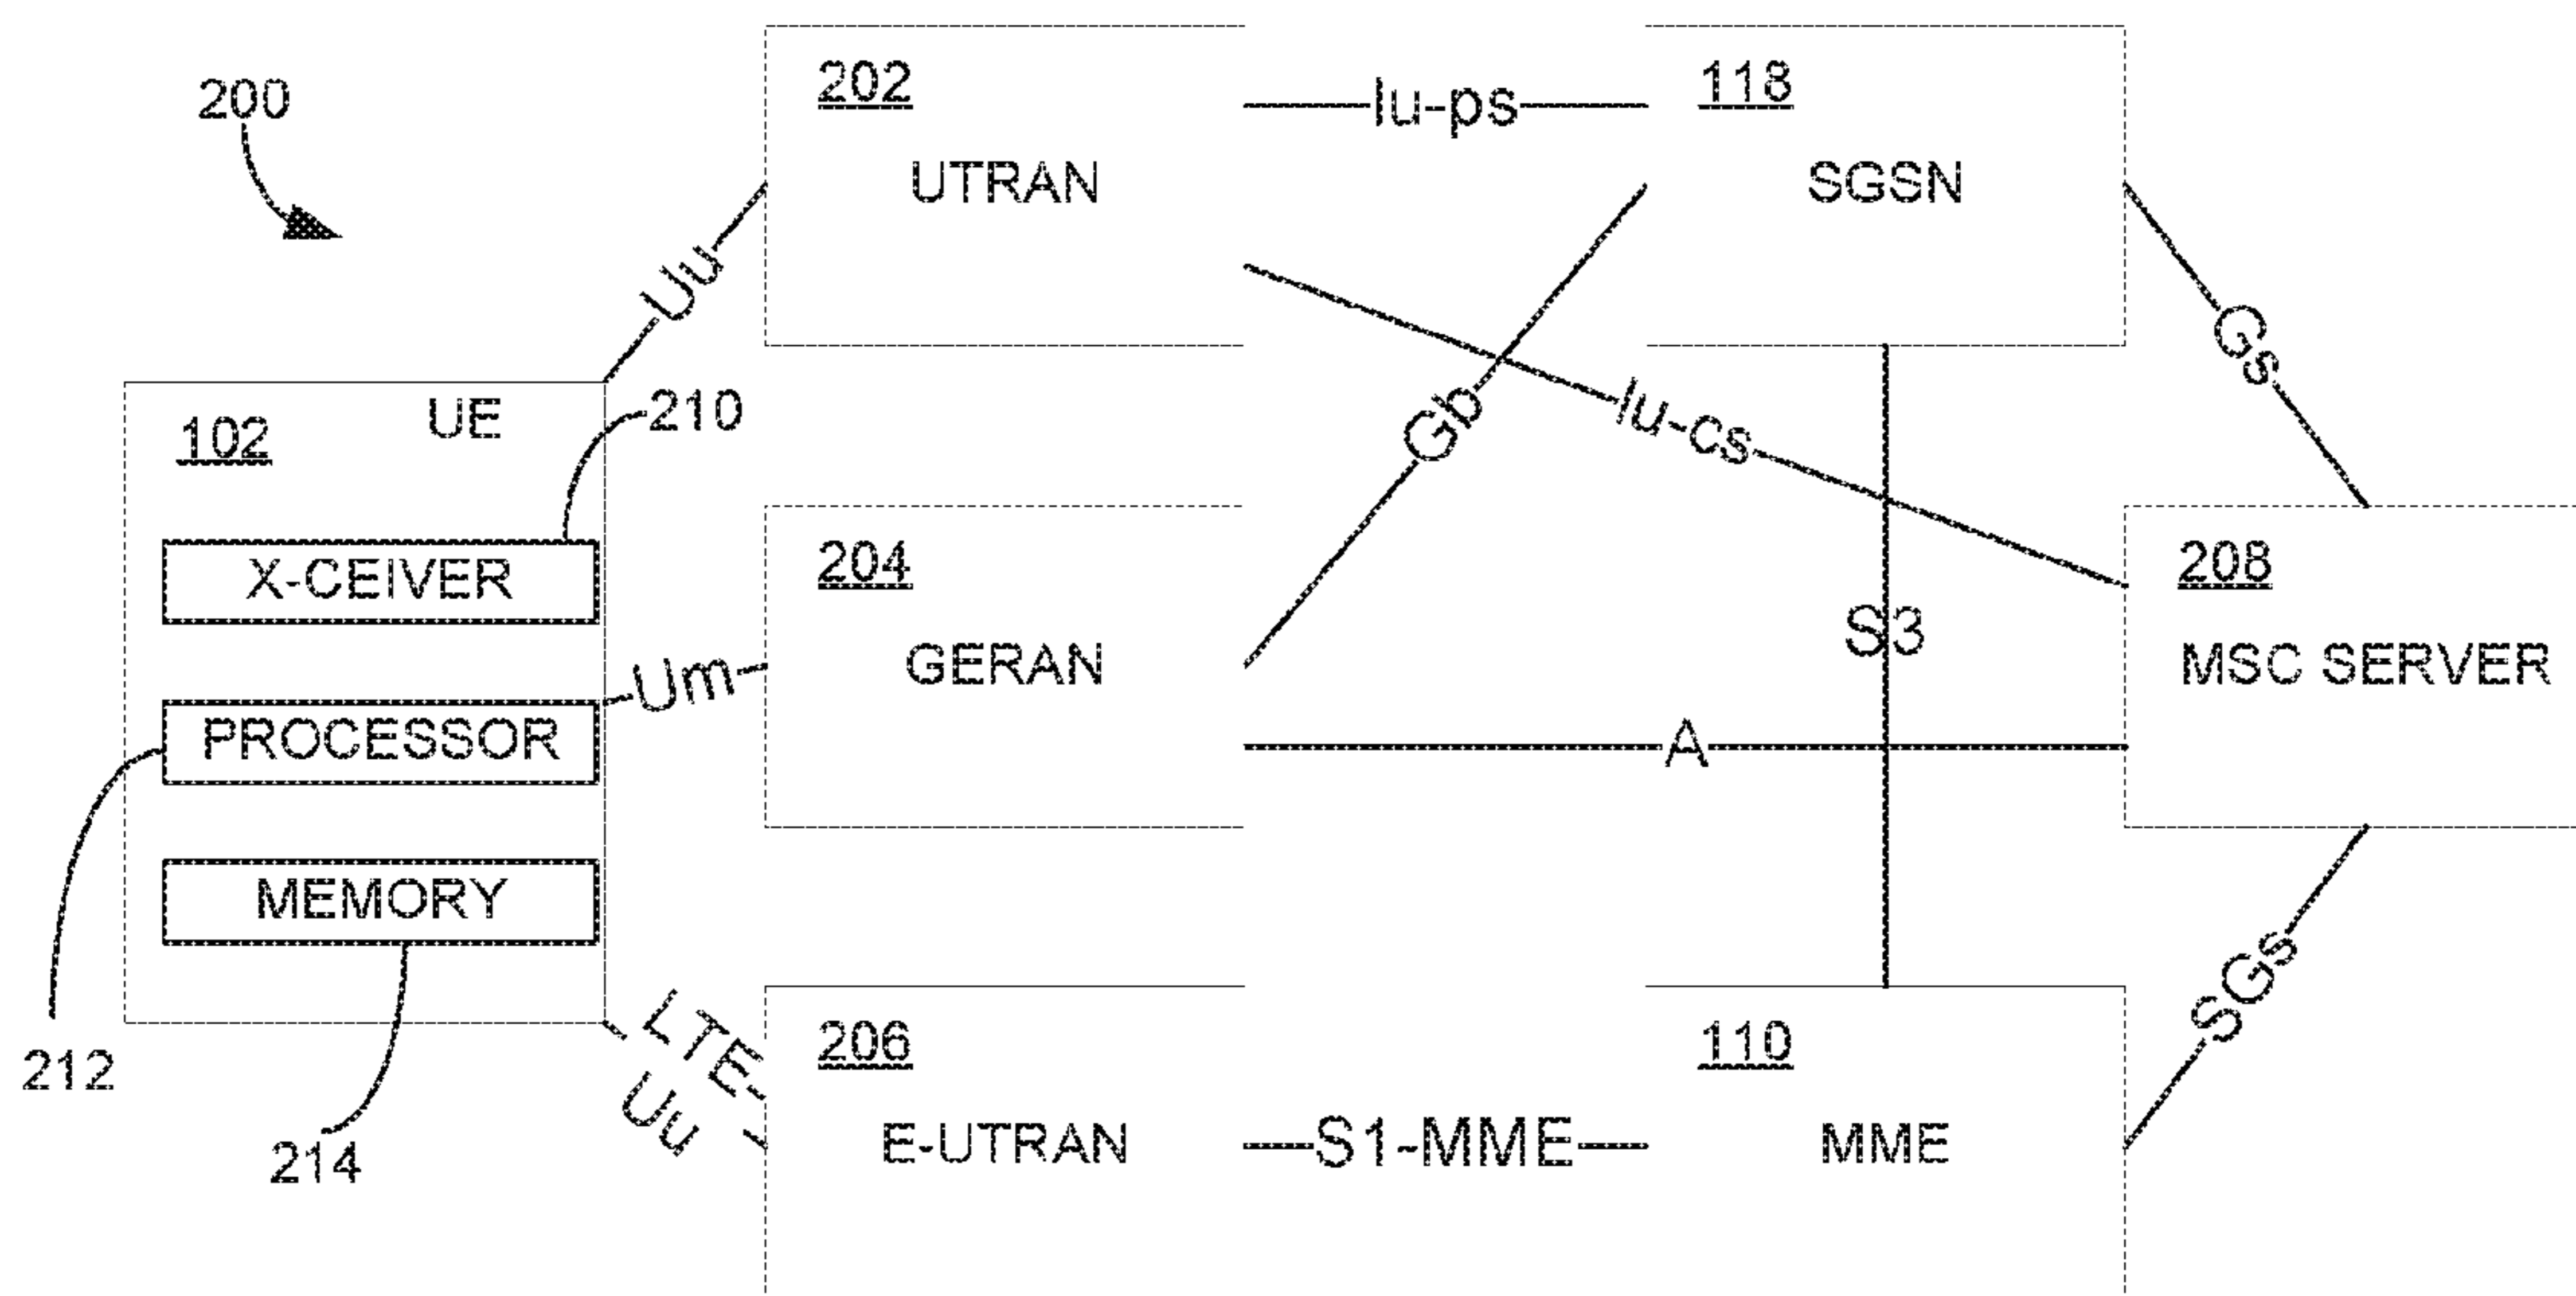 200
202
UTRAN
Iu-ps
118
SGSN
Uu
Gs
UE
102
210
Gb
Iu-cs
X-CEIVER
204
GERAN
S3
208
MSC SERVER
Um
PROCESSOR
A
MEMORY
SGs
LTE-
Uu
212
214
206
E-UTRAN
S1-MME
110
MME